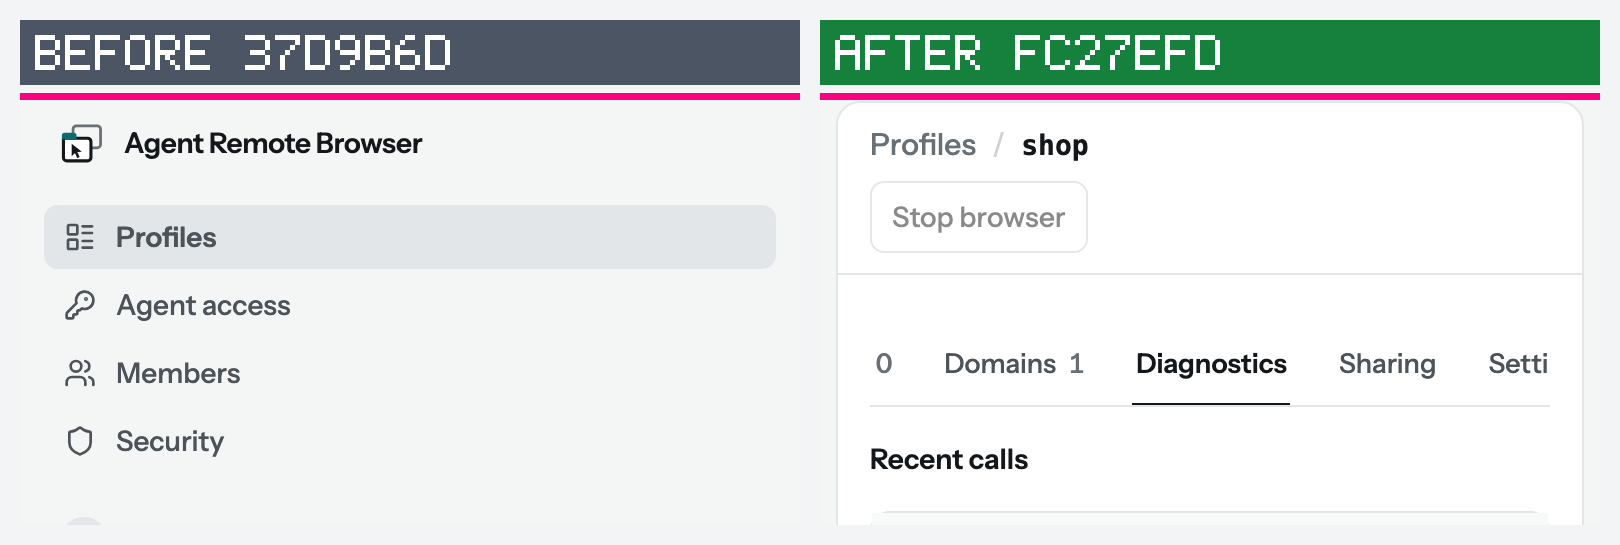 BEFORE 37D9B6D
Agent Remote Browser
Profiles
Agent access
Members
Security
AFTER FC27EFD
Profiles / shop
Stop browser
0 Domains 1 Diagnostics Sharing Setti
Recent calls